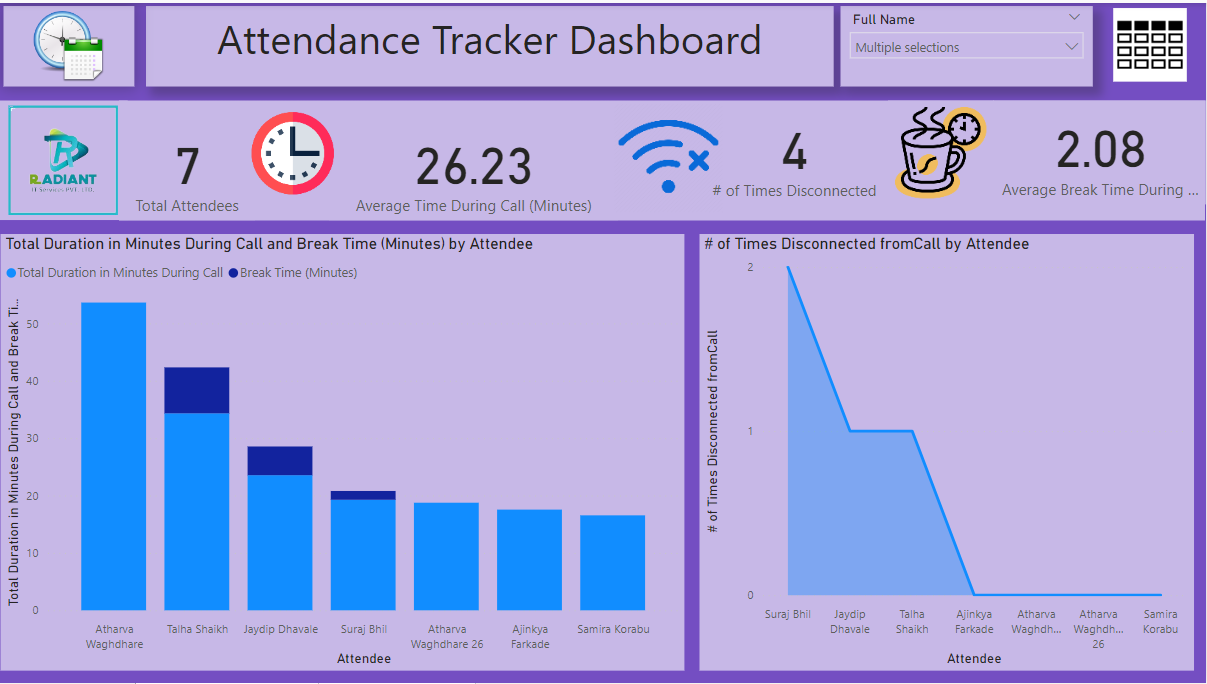 Attendance Tracker Dashboard
Full Name
Multiple selections
RADIANT
IT Services PVT. LTD.
7
Total Attendees
26.23
Average Time During Call (Minutes)
4
# of Times Disconnected
2.08
Average Break Time During ...
Total Duration in Minutes During Call and Break Time (Minutes) by Attendee
Total Duration in Minutes During Call
Break Time (Minutes)
Total Duration in Minutes During Call and Break Ti...
50
40
30
20
10
0
Atharva
Waghdhare
Talha Shaikh
Jaydip Dhavale
Suraj Bhil
Atharva
Waghdhare 26
Ajinkya
Farkade
Samira Korabu
Attendee
# of Times Disconnected fromCall by Attendee
# of Times Disconnected fromCall
2
1
0
Suraj Bhil
Jaydip
Dhavale
Talha
Shaikh
Ajinkya
Farkade
Atharva
Waghdh...
Atharva
Waghdh...
26
Samira
Korabu
Attendee